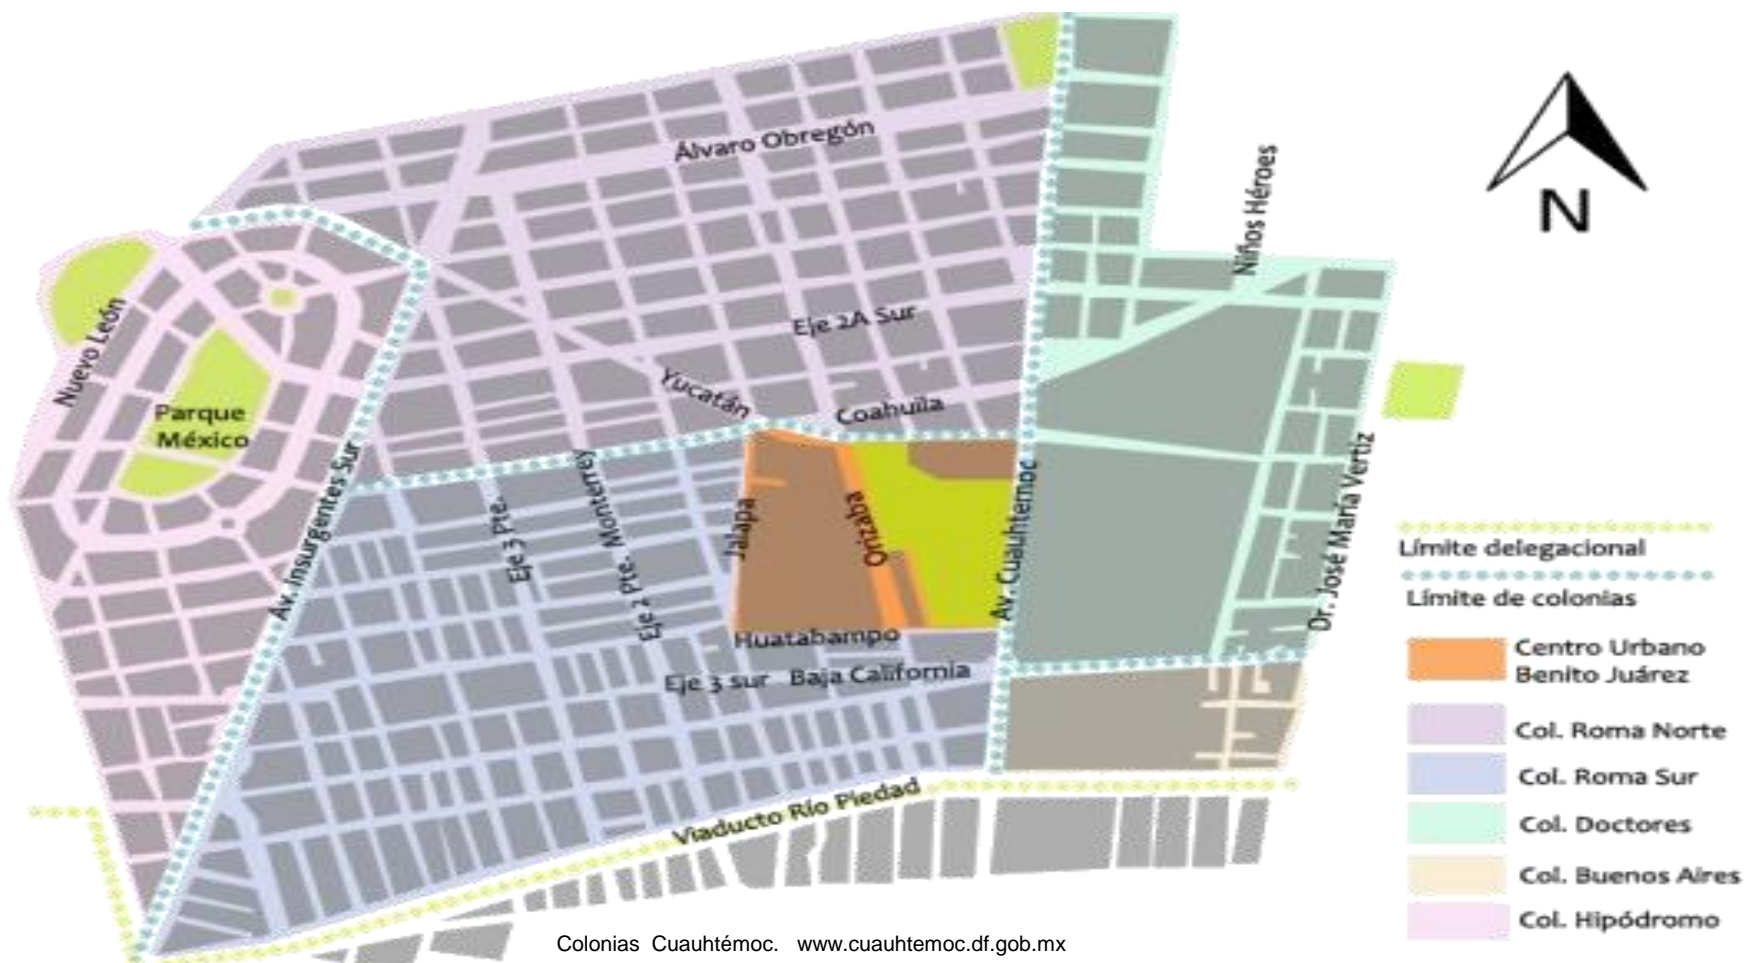 Álvaro Obregón
Niños Héroes
N
Nuevo León
Eje 2A Sur
Yucatán
Coahuila
Parque
México
Av. Insurgentes Sur
Eje 3 Pte.
Eje 2 Pte. Monterrey
Jalapa
Orizaba
Av. Cuauhtemoc
Dr. José María Vertiz
Huatabampo
Eje 3 sur Baja California
Viaducto Río Piedad
Límite delegacional
Límite de colonias
Centro Urbano
Benito Juárez
Col. Roma Norte
Col. Roma Sur
Col. Doctores
Col. Buenos Aires
Col. Hipódromo
Colonias Cuauhtémoc. www.cuauhtemoc.df.gob.mx